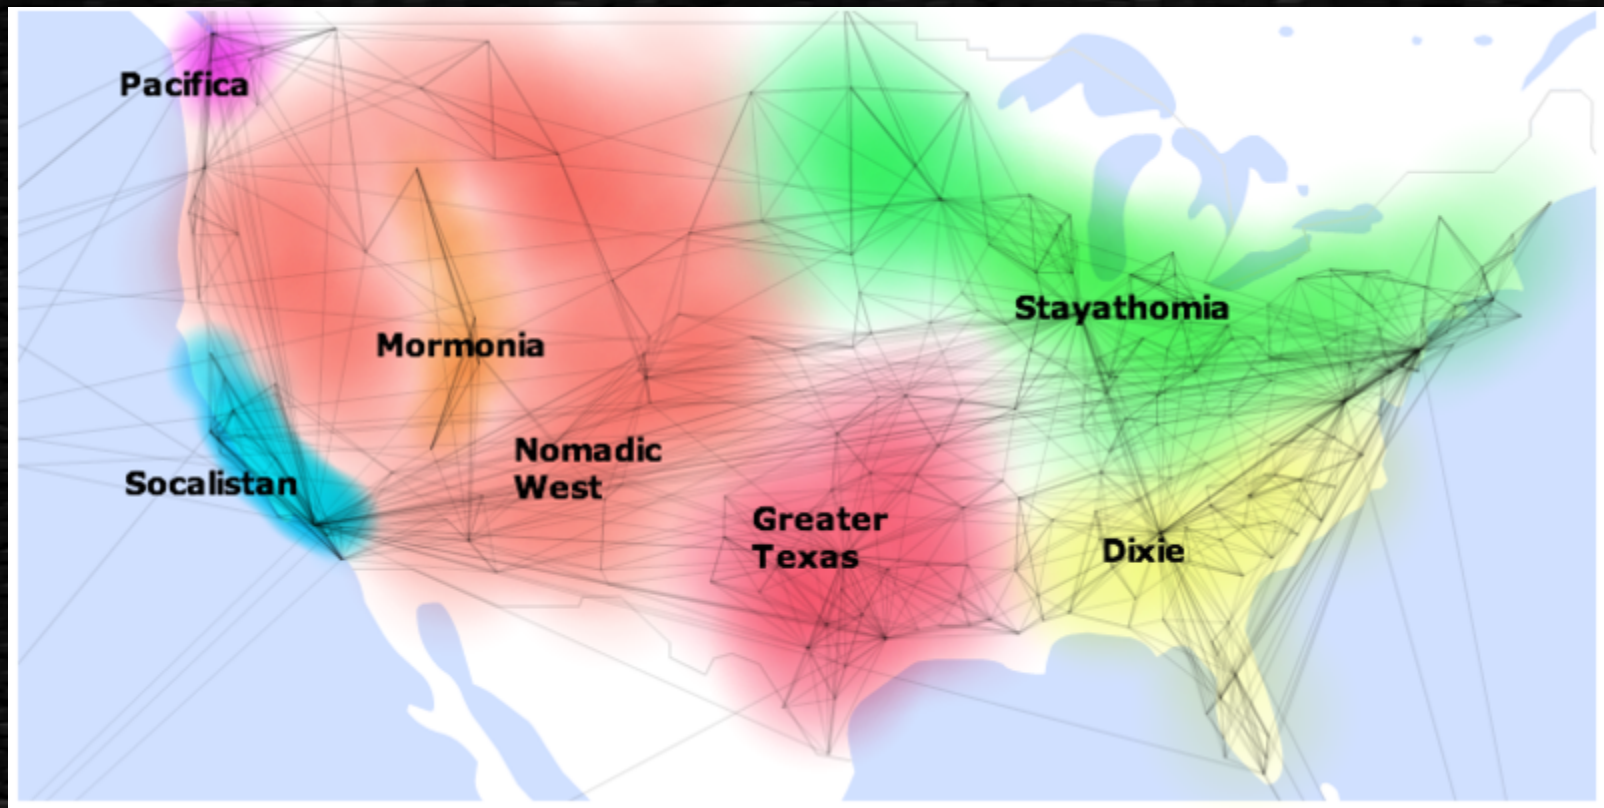 Pacifica
Stayathomia
Mormonia
Nomadic
West
Socalistan
Greater
Texas
Dixie